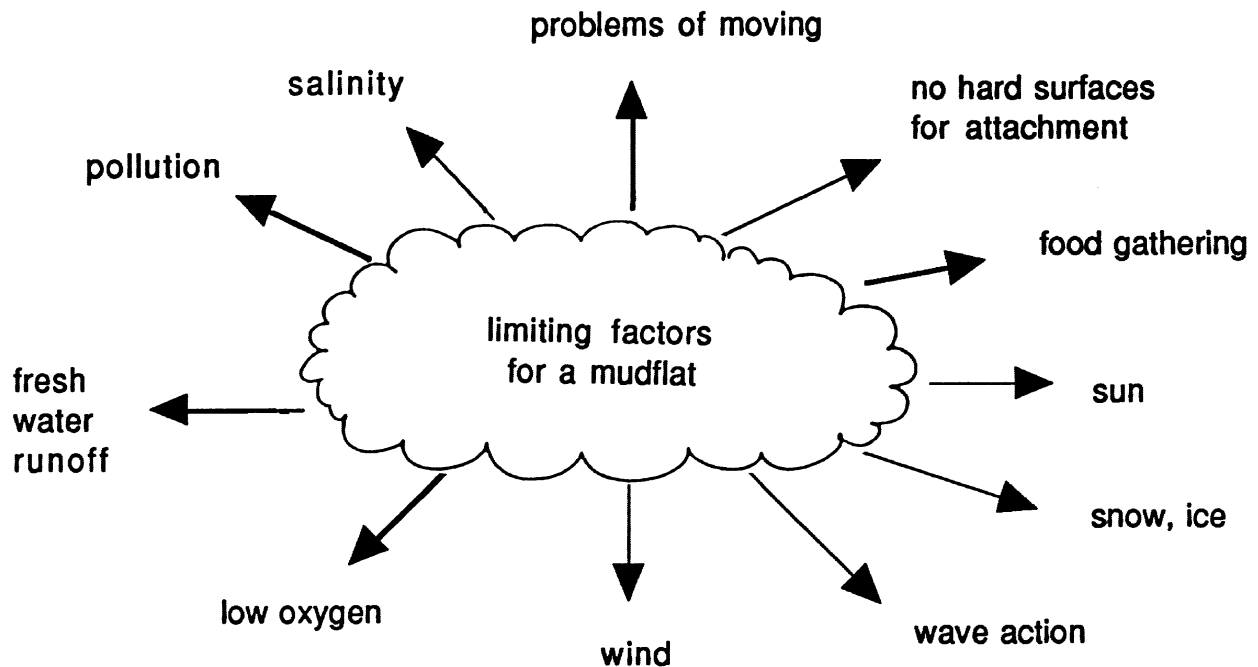 problems of moving
salinity
no hard surfaces
for attachment
pollution
food gathering
limiting factors
for a mudflat
fresh
water
runoff
sun
snow, ice
low oxygen
wave action
wind